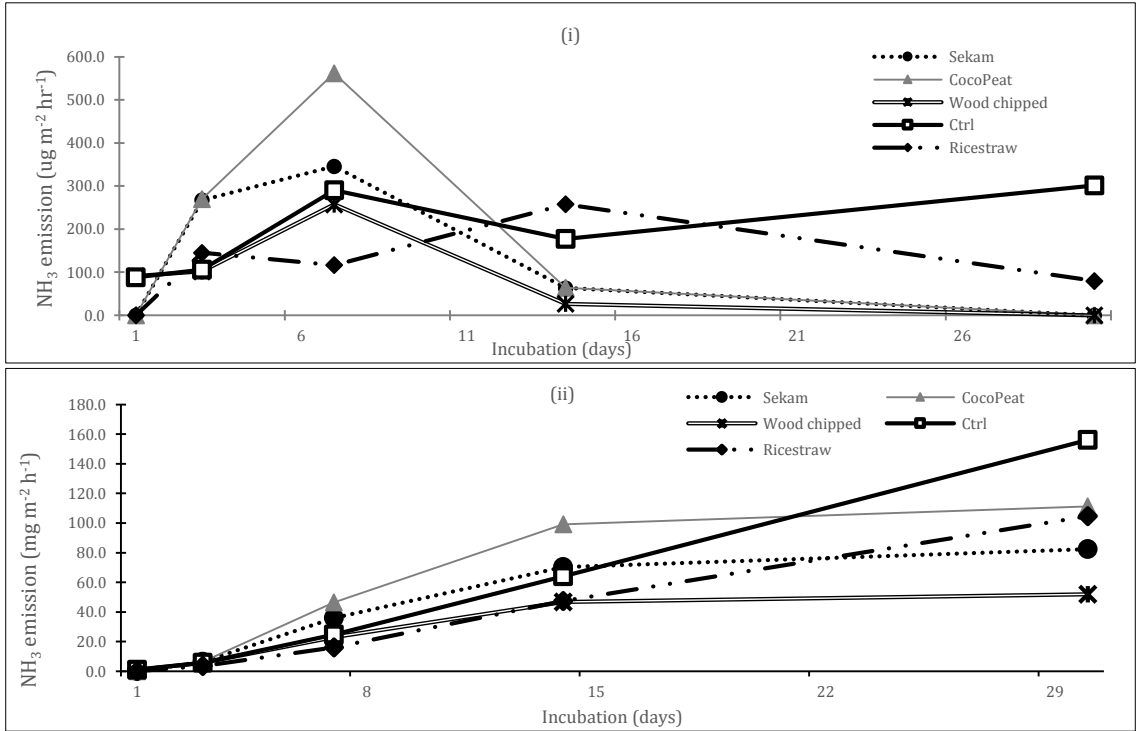 (i)
NH₃ emission (ug m⁻² hr⁻¹)
600.0
500.0
400.0
300.0
200.0
100.0
0.0
1
6
11
16
21
26
Incubation (days)
Sekam
CocoPeat
Wood chipped
Ctrl
Ricestraw
(ii)
NH₃ emission (mg m⁻² h⁻¹)
180.0
160.0
140.0
120.0
100.0
80.0
60.0
40.0
20.0
0.0
1
8
15
22
29
Incubation (days)
Sekam
CocoPeat
Wood chipped
Ctrl
Ricestraw